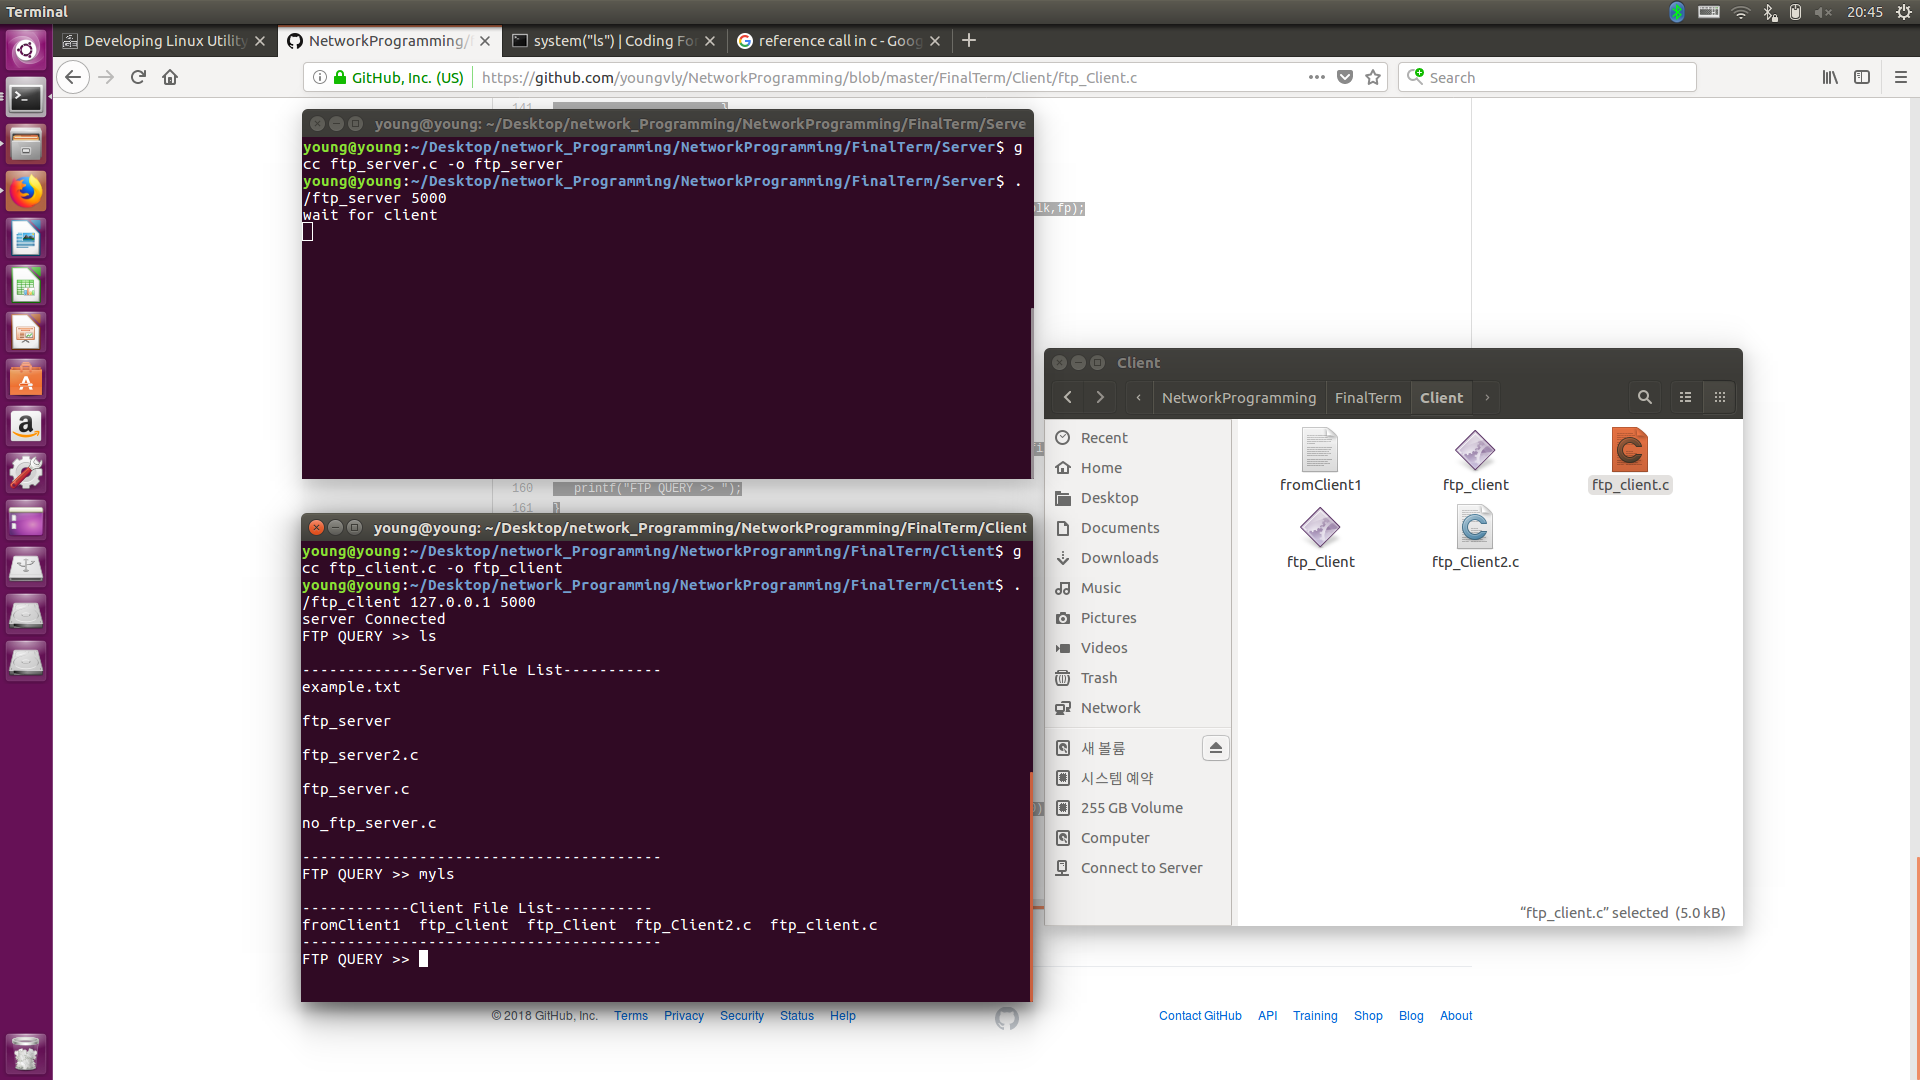 Terminal
20:45
Developing Linux Utility
NetworkProgramming/
system("ls") | Coding For
reference call in c - Goog
GitHub, Inc. (US)
https://github.com/youngvly/NetworkProgramming/blob/master/FinalTerm/Client/ftp_Client.c
Search
141
young@young: ~/Desktop/network_Programming/NetworkProgramming/FinalTerm/Serve
young@young:~/Desktop/network_Programming/NetworkProgramming/FinalTerm/Server$ g
cc ftp_server.c -o ftp_server
young@young:~/Desktop/network_Programming/NetworkProgramming/FinalTerm/Server$ .
/ftp_server 5000
wait for client
lk,fp);
160 printf("FTP QUERY >> ");
161 }
young@young: ~/Desktop/network_Programming/NetworkProgramming/FinalTerm/Client
young@young:~/Desktop/network_Programming/NetworkProgramming/FinalTerm/Client$ g
cc ftp_client.c -o ftp_client
young@young:~/Desktop/network_Programming/NetworkProgramming/FinalTerm/Client$ .
/ftp_client 127.0.0.1 5000
server Connected
FTP QUERY >> ls
-------------Server File List-----------
example.txt
ftp_server
ftp_server2.c
ftp_server.c
no_ftp_server.c
----------------------------------------
FTP QUERY >> myls
------------Client File List-----------
fromClient1  ftp_client  ftp_Client  ftp_Client2.c  ftp_client.c
----------------------------------------
FTP QUERY >>
Client
NetworkProgramming
FinalTerm
Client
Recent
Home
Desktop
Documents
Downloads
Music
Pictures
Videos
Trash
Network
새 볼륨
시스템 예약
255 GB Volume
Computer
Connect to Server
fromClient1
ftp_client
ftp_client.c
ftp_Client
ftp_Client2.c
“ftp_client.c” selected (5.0 kB)
© 2018 GitHub, Inc. Terms Privacy Security Status Help
Contact GitHub API Training Shop Blog About